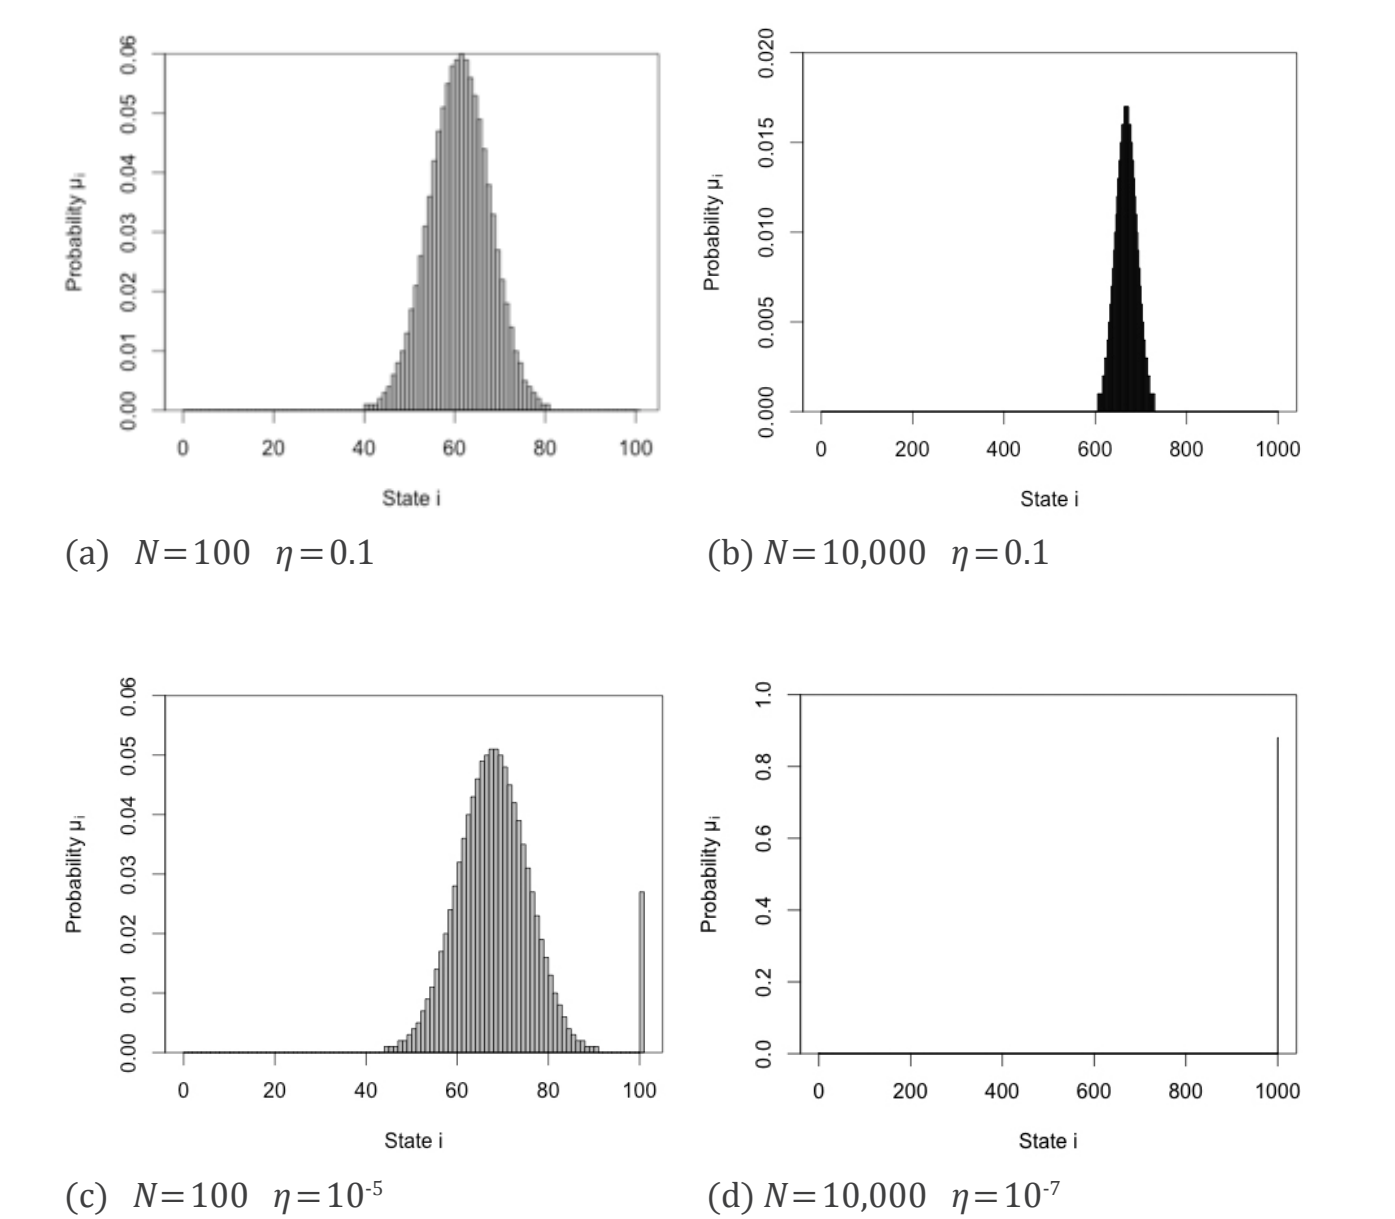 0.00 0.01 0.02 0.03 0.04 0.05 0.06
Probability μi
0 20 40 60 80 100
State i
(a) N=100 η=0.1
0.000 0.005 0.010 0.015 0.020
Probability μi
0 200 400 600 800 1000
State i
(b) N=10,000 η=0.1
0.00 0.01 0.02 0.03 0.04 0.05 0.06
Probability μi
0 20 40 60 80 100
State i
(c) N=100 η=10-5
0.0 0.2 0.4 0.6 0.8 1.0
Probability μi
0 200 400 600 800 1000
State i
(d) N=10,000 η=10-7